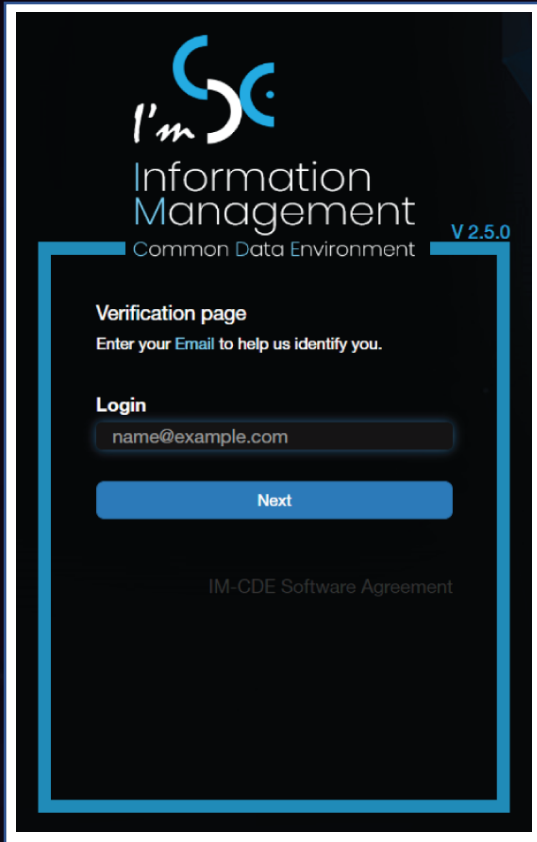 I'm CDE
Information
Management
V 2.5.0
Common Data Environment
Verification page
Enter your Email to help us identify you.
Login
name@example.com
Next
IM-CDE Software Agreement